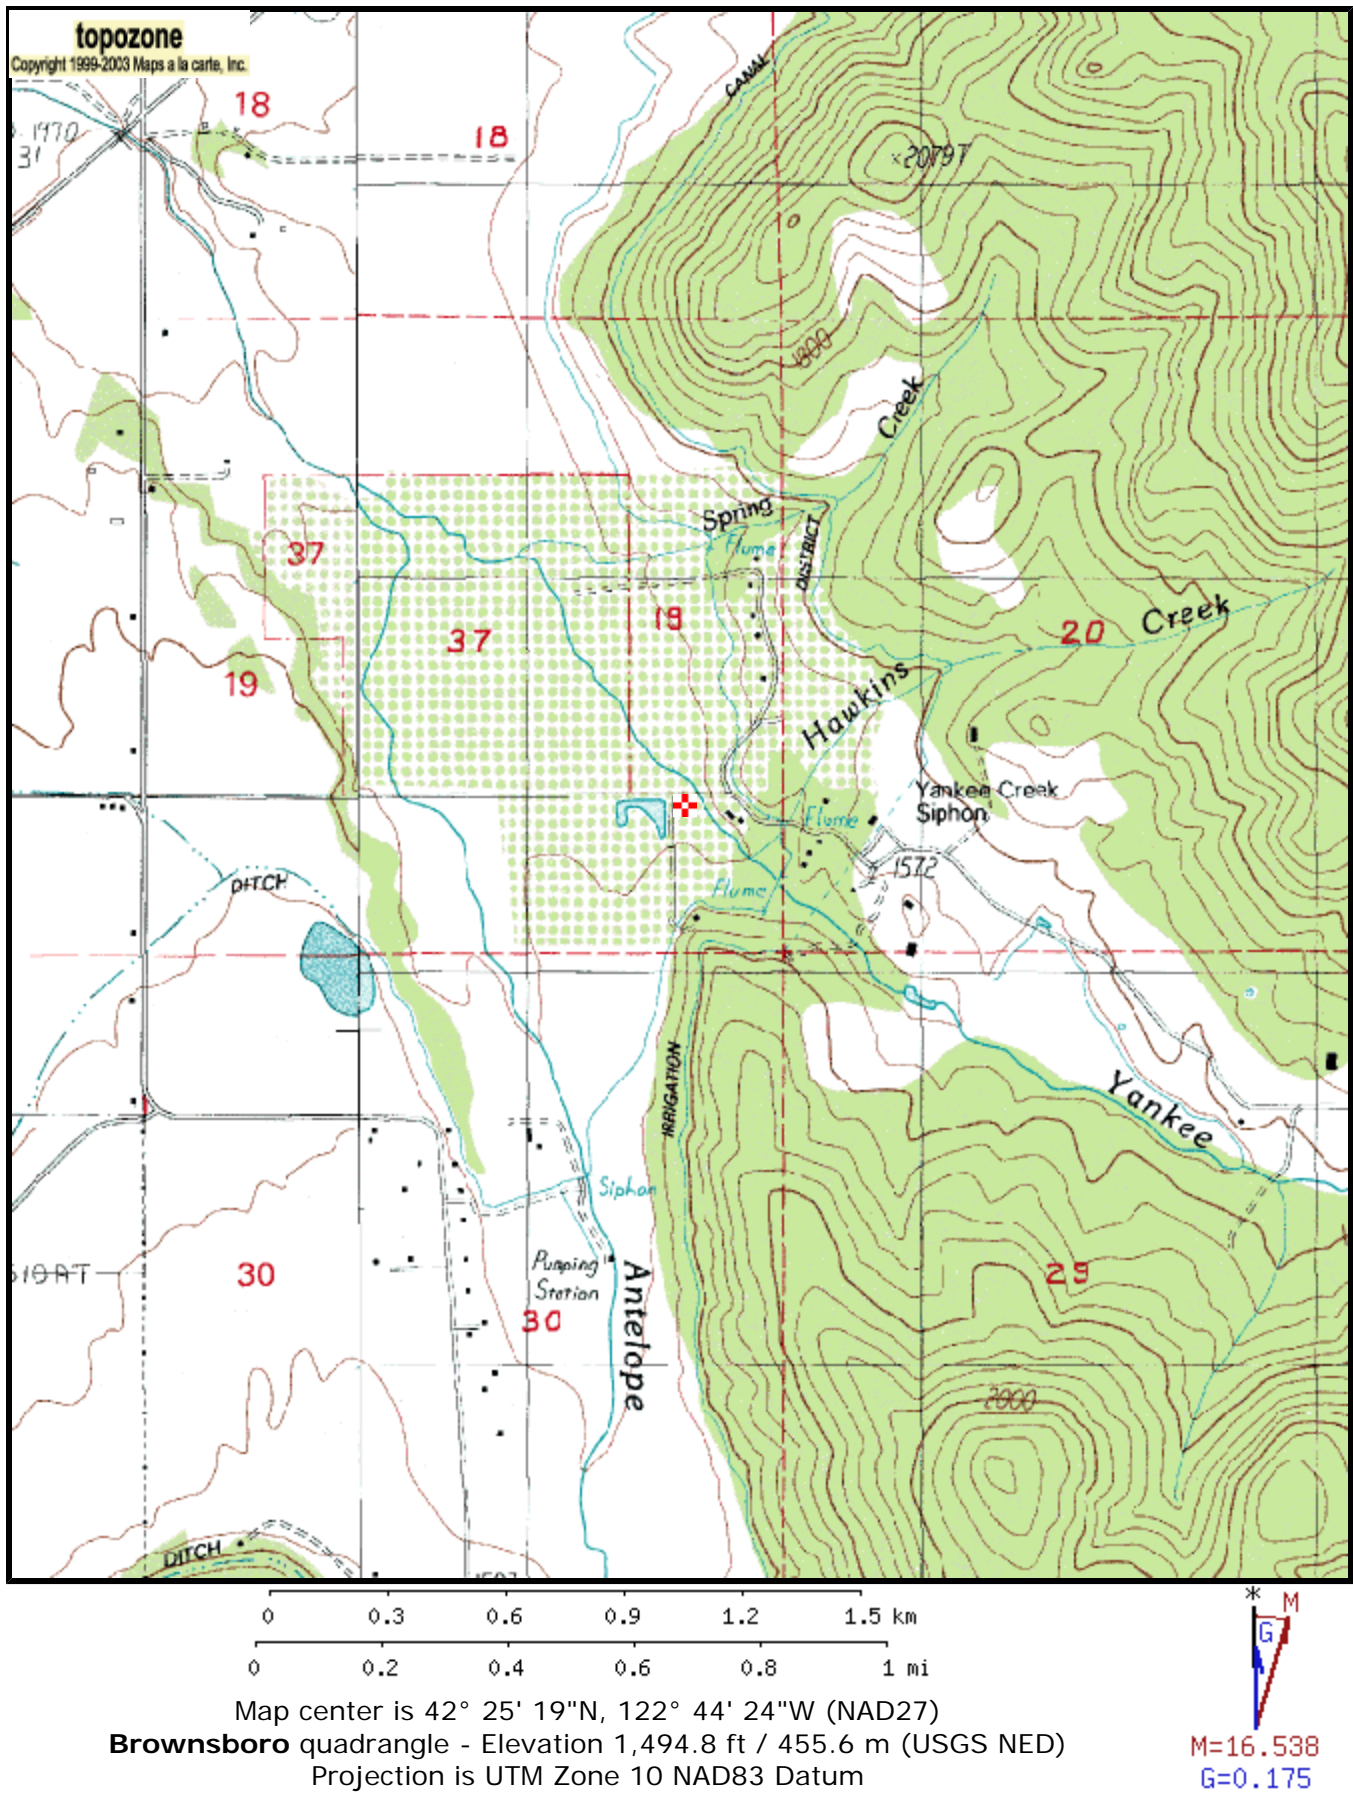 topozone
Copyright 1999-2003 Maps a la carte, Inc.
18
18
CANAL
1970
31
×2079T
1800
Creek
Spring
Flume
DISTRICT
37
37
19
19
20
Creek
Hawkins
Yankee Creek
Siphon
Flume
1572
Flume
DITCH
IRRIGATION
Yankee
Siphon
Pumping
Station
Antelope
30
30
29
2000
DITCH
0 0.3 0.6 0.9 1.2 1.5 km
0 0.2 0.4 0.6 0.8 1 mi
Map center is 42° 25' 19"N, 122° 44' 24"W (NAD27)
Brownsboro quadrangle - Elevation 1,494.8 ft / 455.6 m (USGS NED)
Projection is UTM Zone 10 NAD83 Datum
* M
G
M=16.538
G=0.175